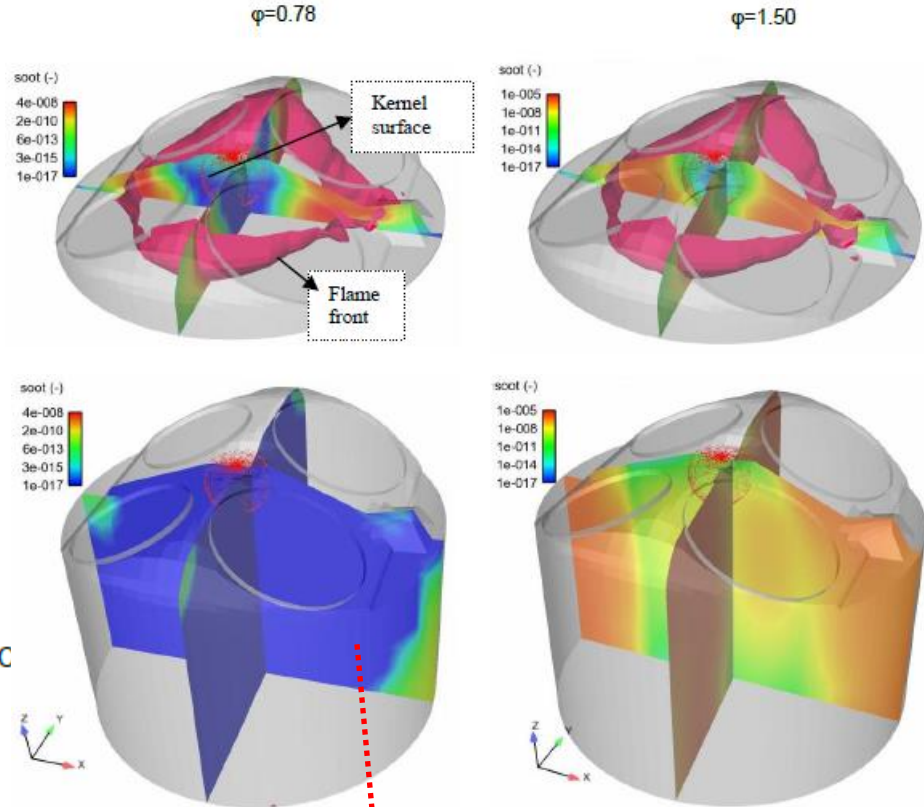 φ=0.78
φ=1.50
soot (-)
4e-008
2e-010
6e-013
3e-015
1e-017
Kernel
surface
Flame
front
soot (-)
1e-005
1e-008
1e-011
1e-014
1e-017
soot (-)
4e-008
2e-010
6e-013
3e-015
1e-017
soot (-)
1e-005
1e-008
1e-011
1e-014
1e-017
C
Z
Y
X
Z
Y
X